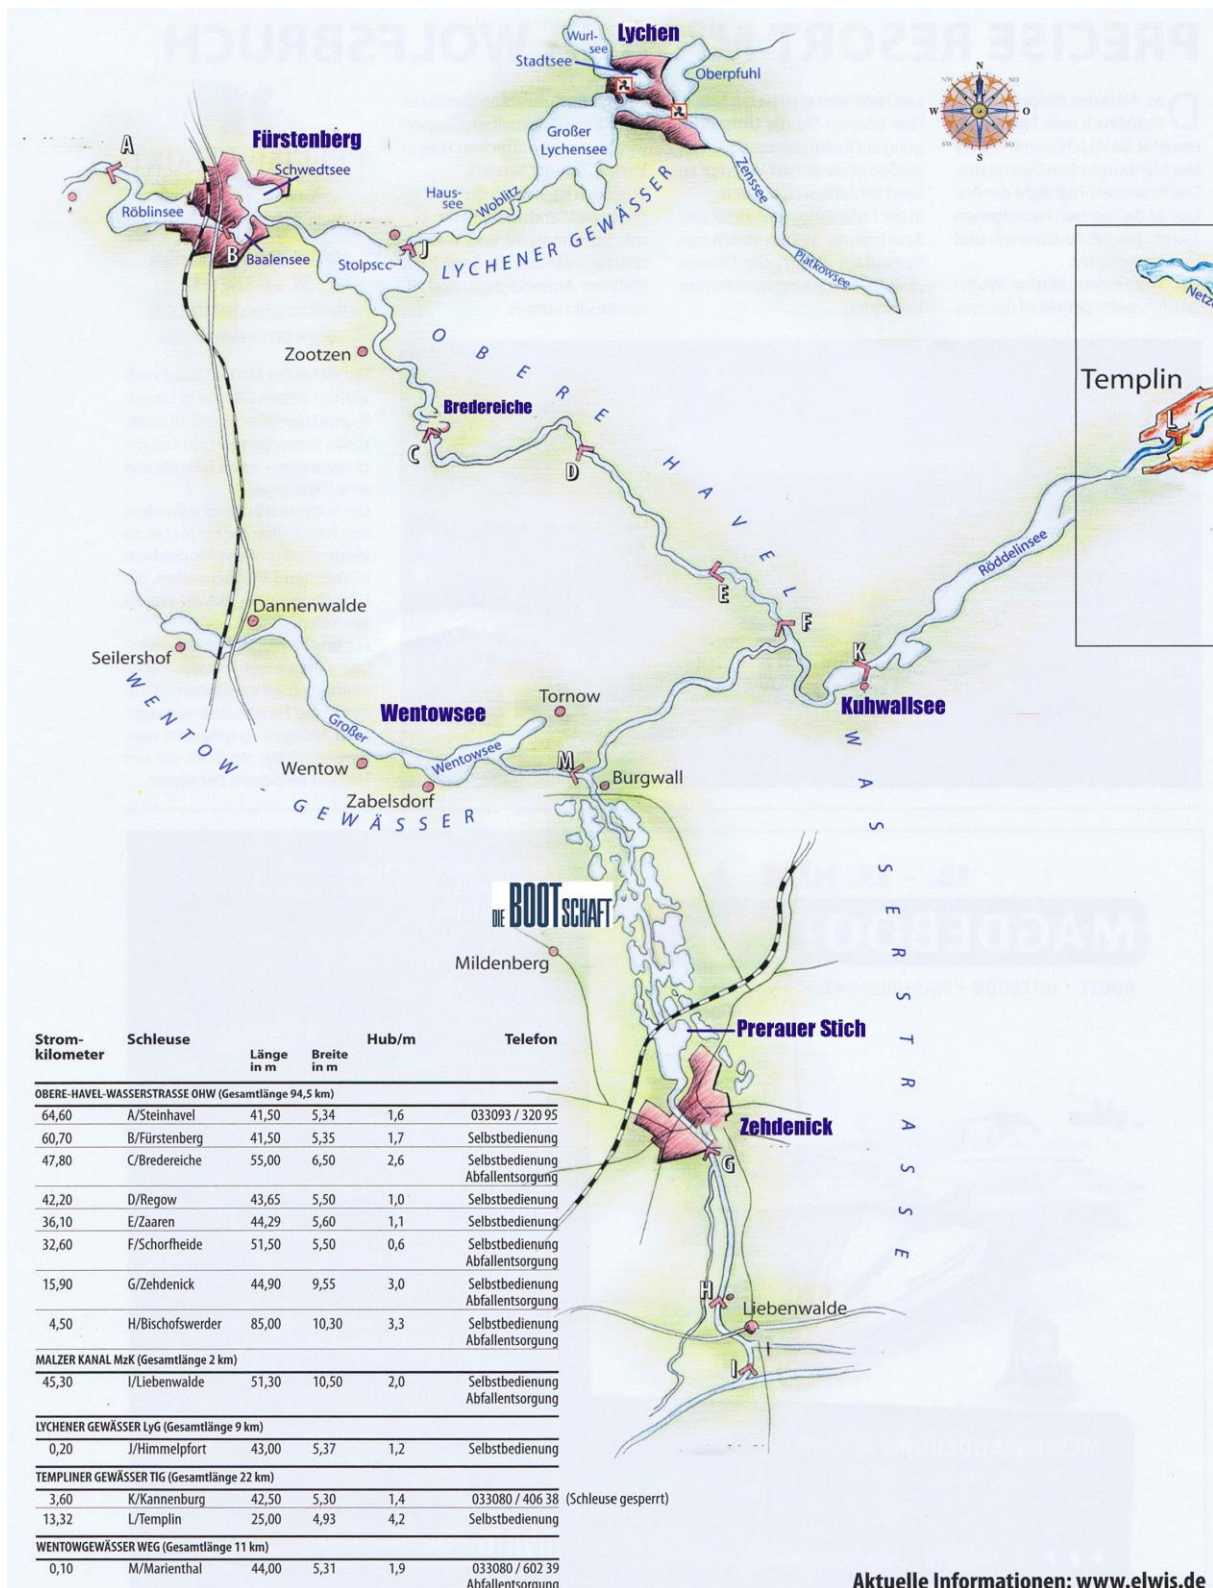 Lychen
Wurl-
see
Stadtsee
Oberpfuhl
N
NO
O
SO
S
SW
W
NW
Großer
Lychensee
Zenssee
Platkowsee
A
Fürstenberg
Schwedtsee
Röblinsee
B
Baalensee
Haus-
see
Woblitz
Stolpsee
J
LYCHENER GEWÄSSER
Netze
Templin
L
OBERE HAVEL
Zootzen
Bredereiche
C
D
Röddelinsee
E
F
K
Kuhwallsee
WASSERSTRASSE
Dannenwalde
Seilershof
WENTOW - GEWÄSSER
Wentowsee
Tornow
Großer
Wentowsee
Wentow
Zabelsdorf
M
Burgwall
DIE BOOTSCHAFT
Mildenberg
Prerauer Stich
Zehdenick
G
H
Liebenwalde
I
Strom-
kilometer Schleuse Länge in m Breite in m Hub/m Telefon
OBERE-HAVEL-WASSERSTRASSE OHW (Gesamtlänge 94,5 km)
64,60 A/Steinhavel 41,50 5,34 1,6 033093 / 320 95
60,70 B/Fürstenberg 41,50 5,35 1,7 Selbstbedienung
47,80 C/Bredereiche 55,00 6,50 2,6 Selbstbedienung
Abfallentsorgung
42,20 D/Regow 43,65 5,50 1,0 Selbstbedienung
36,10 E/Zaaren 44,29 5,60 1,1 Selbstbedienung
32,60 F/Schorfheide 51,50 5,50 0,6 Selbstbedienung
Abfallentsorgung
15,90 G/Zehdenick 44,90 9,55 3,0 Selbstbedienung
Abfallentsorgung
4,50 H/Bischofswerder 85,00 10,30 3,3 Selbstbedienung
Abfallentsorgung
MALZER KANAL MzK (Gesamtlänge 2 km)
45,30 I/Liebenwalde 51,30 10,50 2,0 Selbstbedienung
Abfallentsorgung
LYCHENER GEWÄSSER LyG (Gesamtlänge 9 km)
0,20 J/Himmelpfort 43,00 5,37 1,2 Selbstbedienung
TEMPLINER GEWÄSSER TIG (Gesamtlänge 22 km)
3,60 K/Kannenburg 42,50 5,30 1,4 033080 / 406 38 (Schleuse gesperrt)
13,32 L/Templin 25,00 4,93 4,2 Selbstbedienung
WENTOWGEWÄSSER WEG (Gesamtlänge 11 km)
0,10 M/Marienthal 44,00 5,31 1,9 033080 / 602 39
Abfallentsorgung
Aktuelle Informationen: www.elwis.de